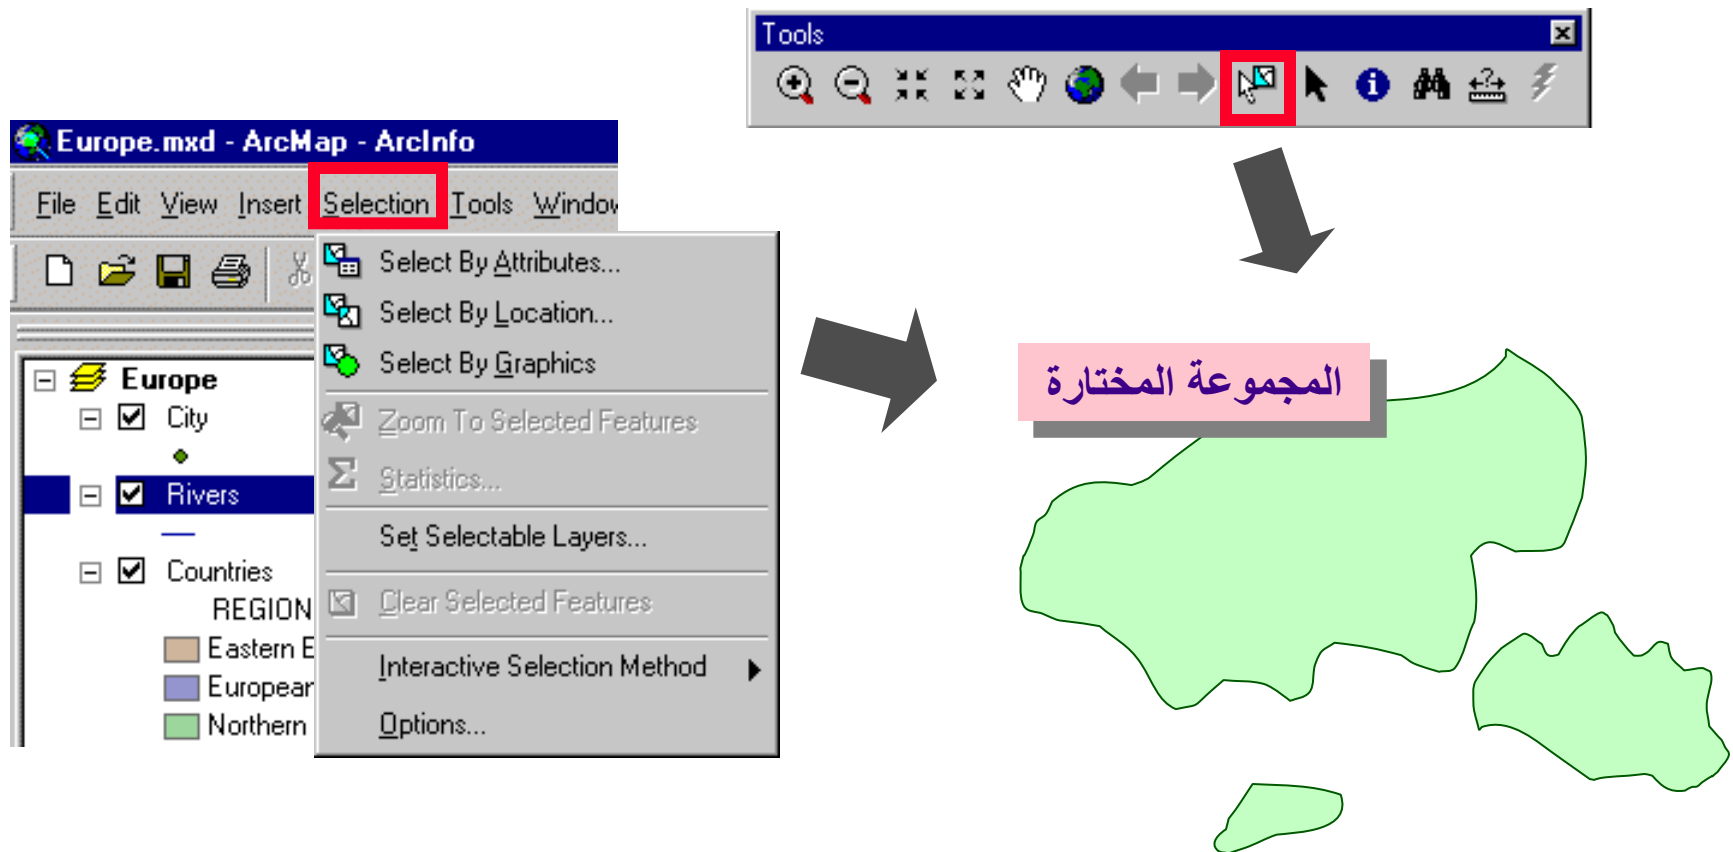 Tools
Europe.mxd - ArcMap - ArcInfo
File Edit View Insert Selection Tools Window
Select By Attributes...
Select By Location...
Select By Graphics
Zoom To Selected Features
Statistics...
Set Selectable Layers...
Clear Selected Features
Interactive Selection Method
Options...
Europe
City
Rivers
Countries
REGION
Eastern E
European
Northern
المجموعة المختارة